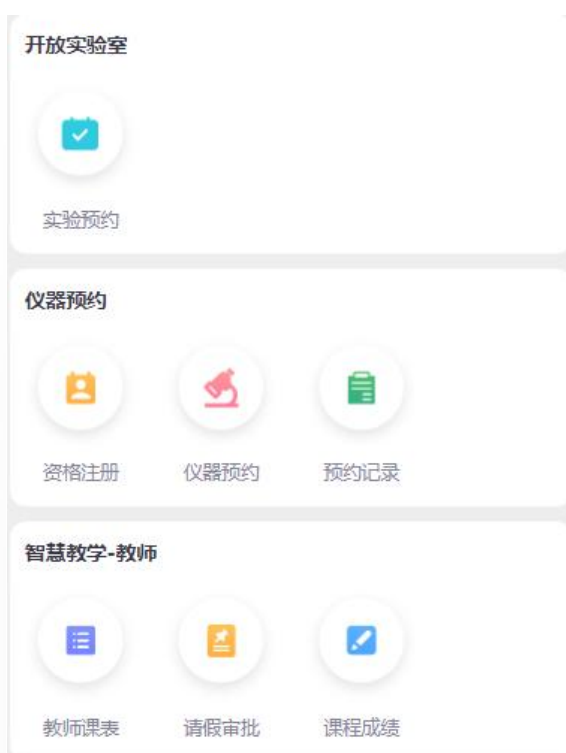 开放实验室
实验预约
仪器预约
资格注册 仪器预约 预约记录
智慧教学-教师
教师课表 请假审批 课程成绩